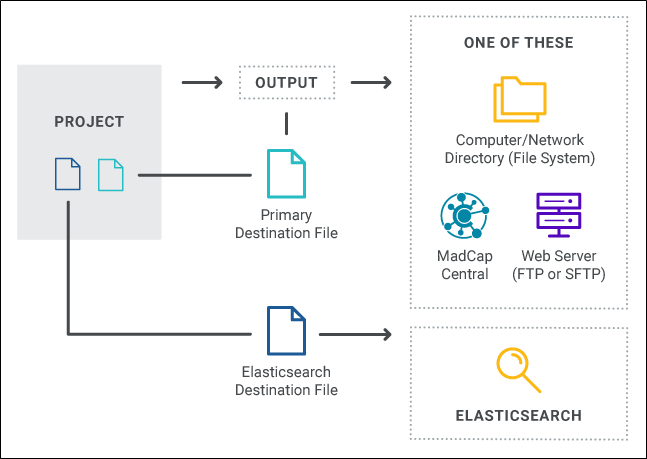 PROJECT
OUTPUT
Primary
Destination File
Elasticsearch
Destination File
ONE OF THESE
Computer/Network
Directory (File System)
MadCap
Central
Web Server
(FTP or SFTP)
ELASTICSEARCH